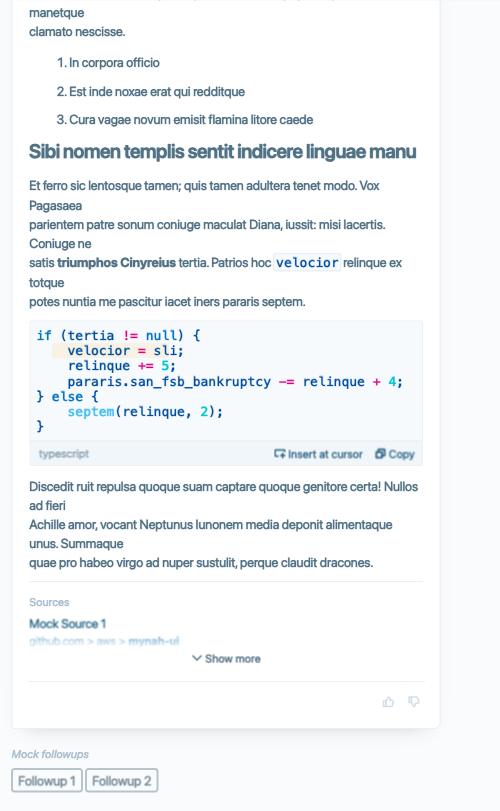 manetque
clamato nescisse.
1. In corpora officio
2. Est inde noxae erat qui redditque
3. Cura vagae novum emisit flamina litore caede
Sibi nomen templis sentit indicere linguae manu
Et ferro sic lentosque tamen; quis tamen adultera tenet modo. Vox
Pagasaea
parientem patre sonum coniuge maculat Diana, iussit: misi lacertis.
Coniuge ne
satis triumphos Cinyreius tertia. Patrios hoc velocior relinque ex
totque
potes nuntia me pascitur iacet iners pararis septem.
if (tertia != null) {
    velocior = sli;
    relinque += 5;
    pararis.san_fsb_bankruptcy -= relinque + 4;
} else {
    septem(relinque, 2);
}
typescript Insert at cursor Copy
Discedit ruit repulsa quoque suam captare quoque genitore certa! Nullos
ad fieri
Achille amor, vocant Neptunus Iunonem media deponit alimentaque
unus. Summaque
quae pro habeo virgo ad nuper sustulit, perque claudit dracones.
Sources
Mock Source 1
github.com > aws > mynah-ui
Show more
Mock followups
Followup 1 Followup 2